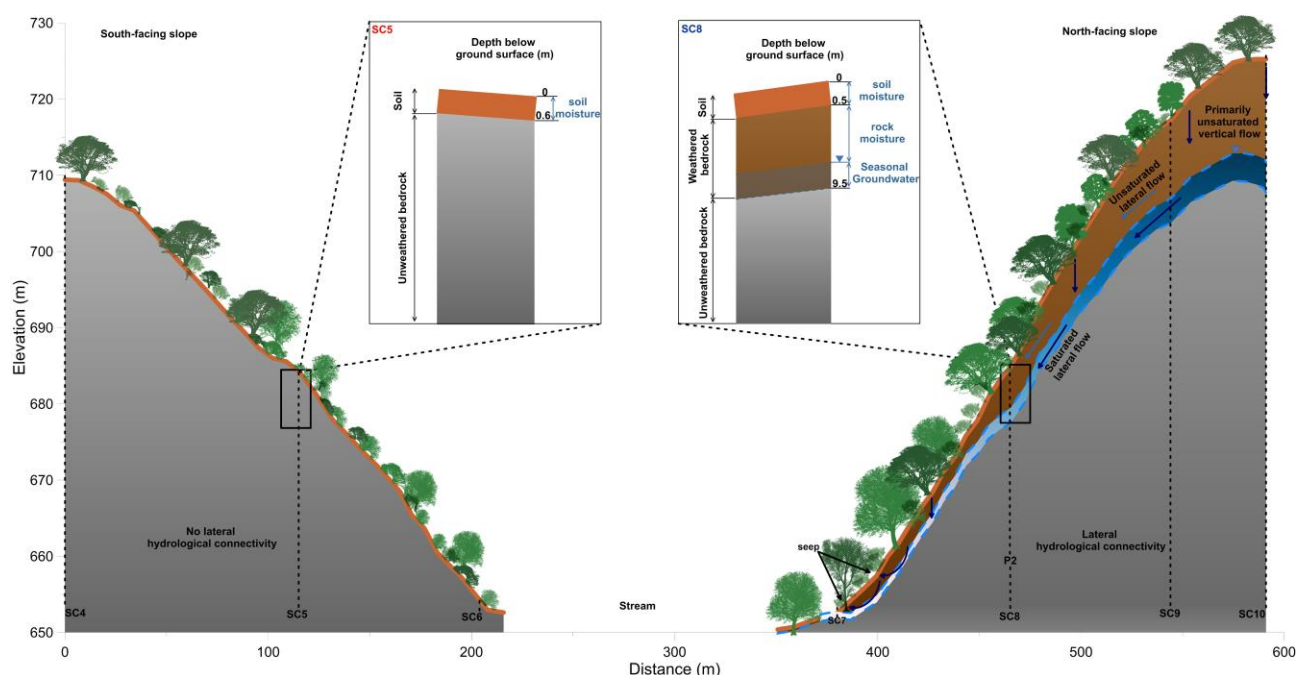 730
720
710
700
690
680
670
660
650
Elevation (m)
South-facing slope
SC5
Depth below
ground surface (m)
Soil
0
0.6
soil
moisture
Unweathered bedrock
SC8
Depth below
ground surface (m)
Soil
Weathered
bedrock
Unweathered bedrock
0
0.5
9.5
soil
moisture
rock
moisture
Seasonal
Groundwater
North-facing slope
Primarily
unsaturated
vertical flow
Unsaturated
lateral flow
Saturated
lateral flow
No lateral
hydrological connectivity
Lateral
hydrological connectivity
seep
P2
SC4
SC5
SC6
Stream
SC7
SC8
SC9
SC10
0
100
200
300
400
500
600
Distance (m)